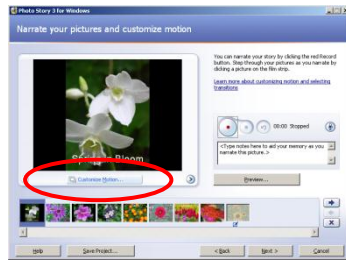 Photo Story 3 for Windows
Narrate your pictures and customize motion
You can narrate your story by clicking the red Record
button. Step through your pictures as you narrate by
clicking a picture on the film strip.
Learn more about customizing motion and selecting
transitions
00:00 Stopped
<Type notes here to aid your memory as you
narrate the picture.>
Bloom
Customize Motion...
Preview...
Help
Save Project...
< Back
Next >
Cancel